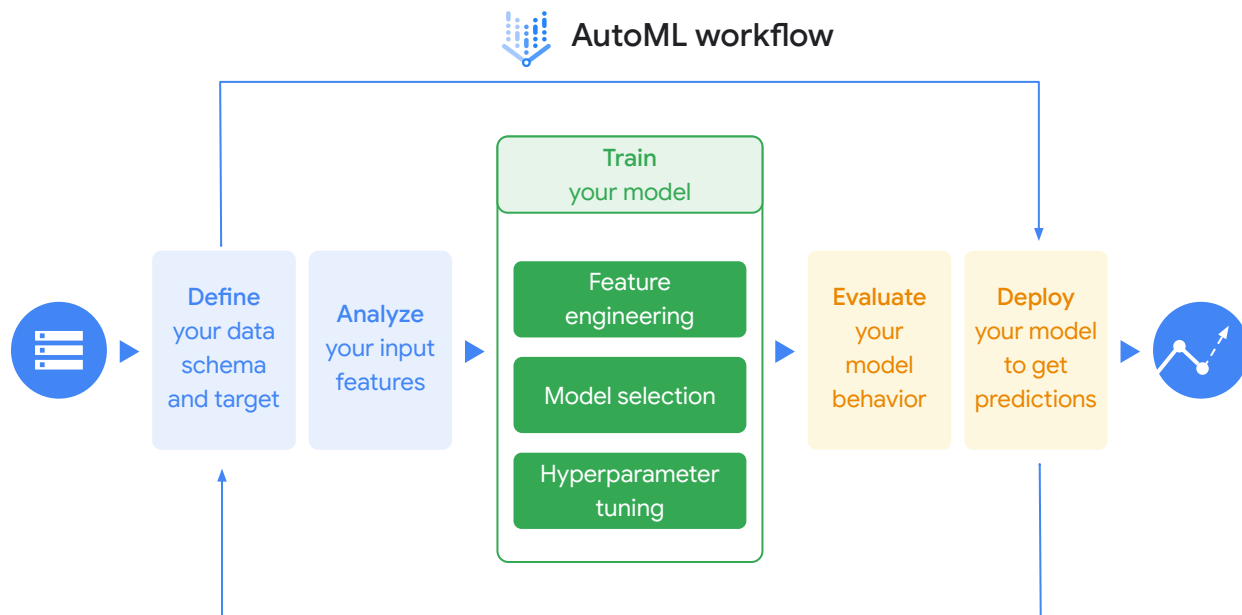 AutoML workflow
Train
your model
Define
your data
schema
and target
Analyze
your input
features
Feature
engineering
Model selection
Hyperparameter
tuning
Evaluate
your
model
behavior
Deploy
your model
to get
predictions